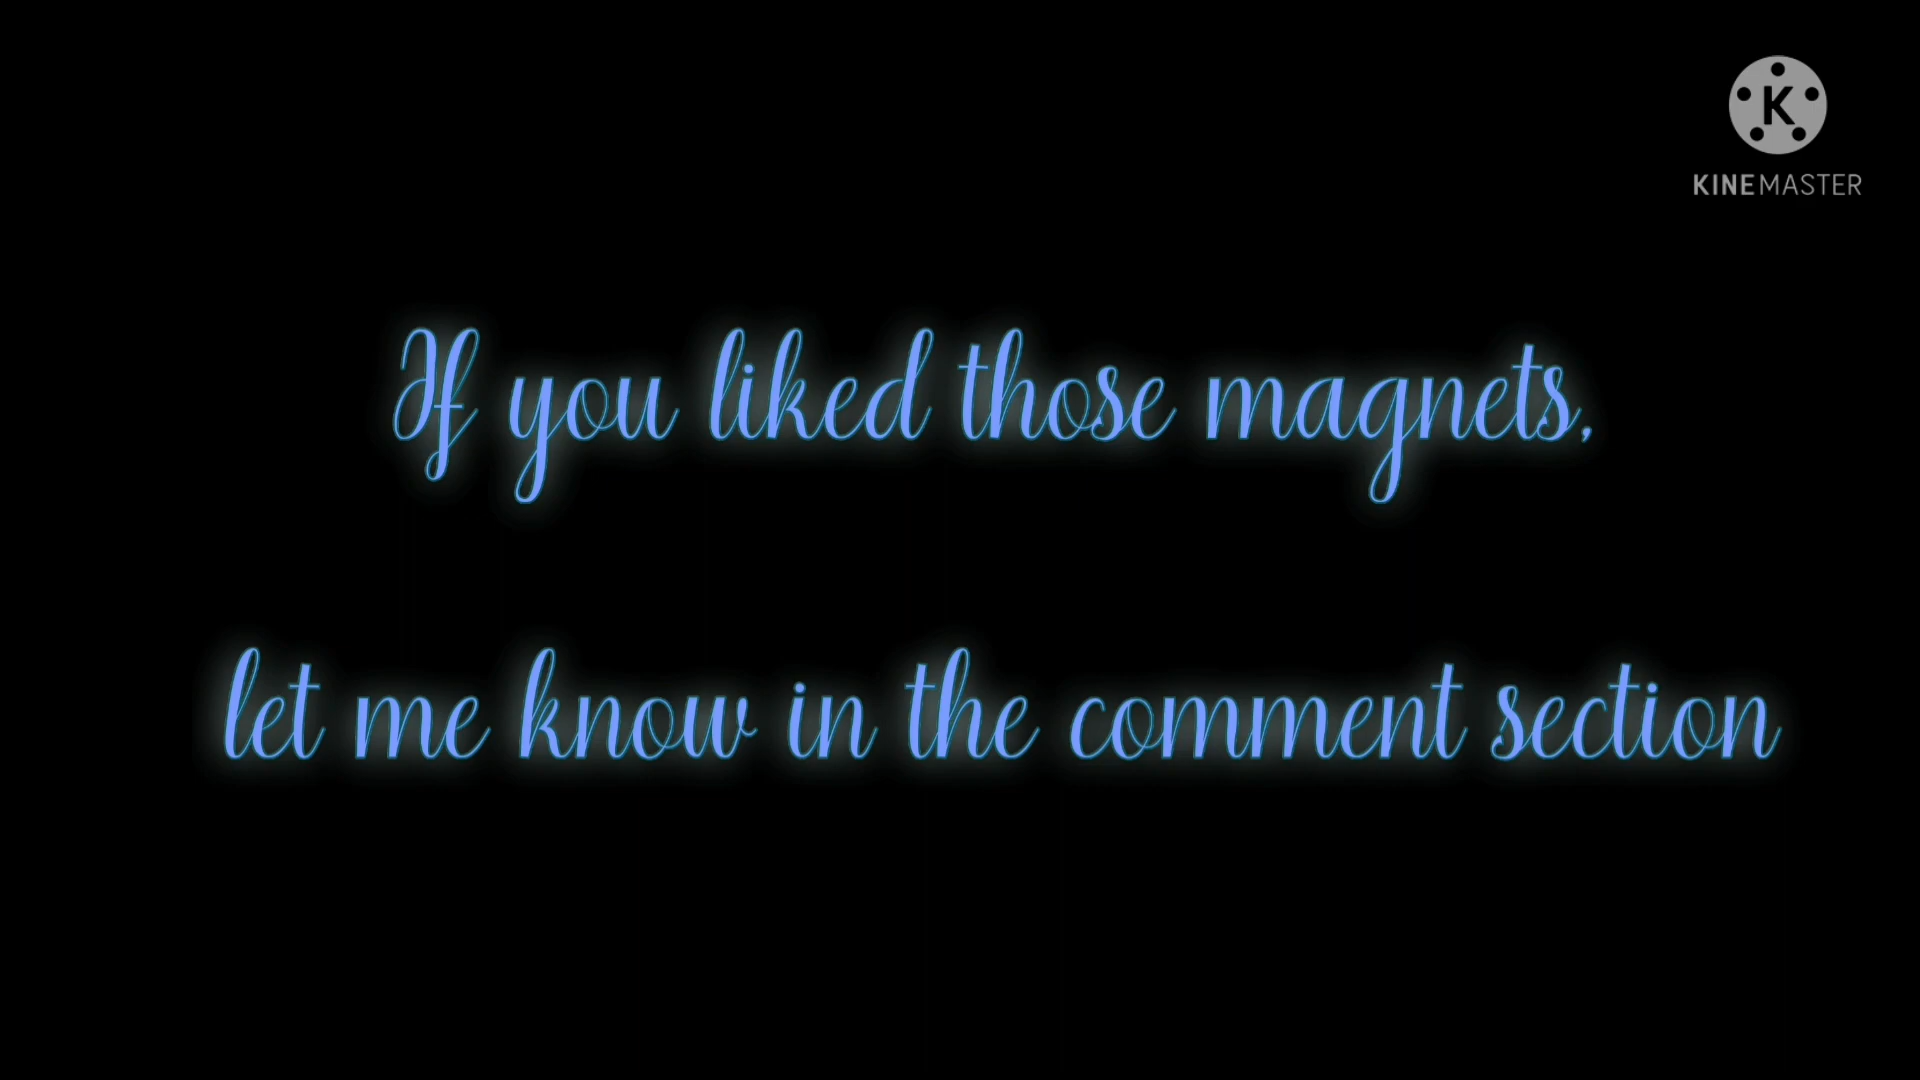 K
KINEMASTER
If you liked those magnets,
let me know in the comment section